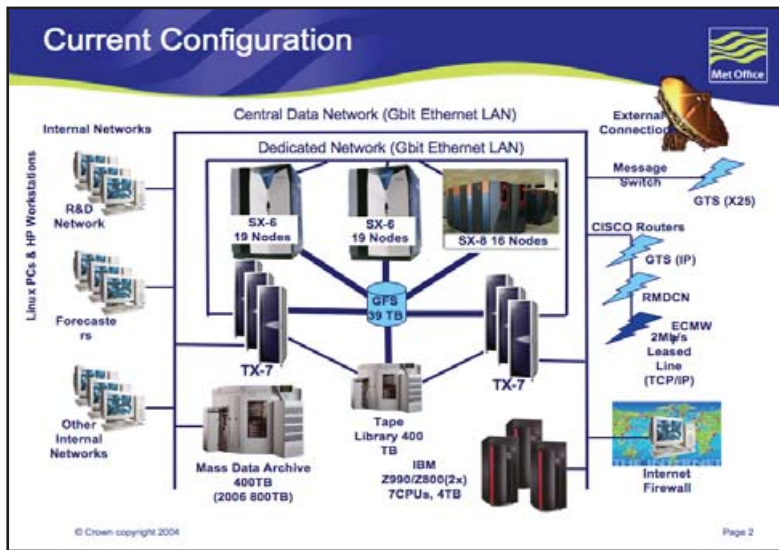 Current Configuration
Met Office
Central Data Network (Gbit Ethernet LAN)
Internal Networks
External
Connection
Dedicated Network (Gbit Ethernet LAN)
Linux PCs & HP Workstations
R&D
Network
SX-6
19 Nodes
SX-6
19 Nodes
SX-8 16 Nodes
Message
Switch
GTS (X25)
CISCO Routers
GTS (IP)
RMDCN
ECMW
2Mb/s
Leased
Line
(TCP/IP)
GFS
39 TB
Forecaste
rs
TX-7
TX-7
Other
Internal
Networks
Tape
Library 400
TB
Mass Data Archive
400TB
(2006 800TB)
IBM
Z990/Z800(2x)
7CPUs, 4TB
THE INTERNET
Internet
Firewall
© Crown copyright 2004
Page 2